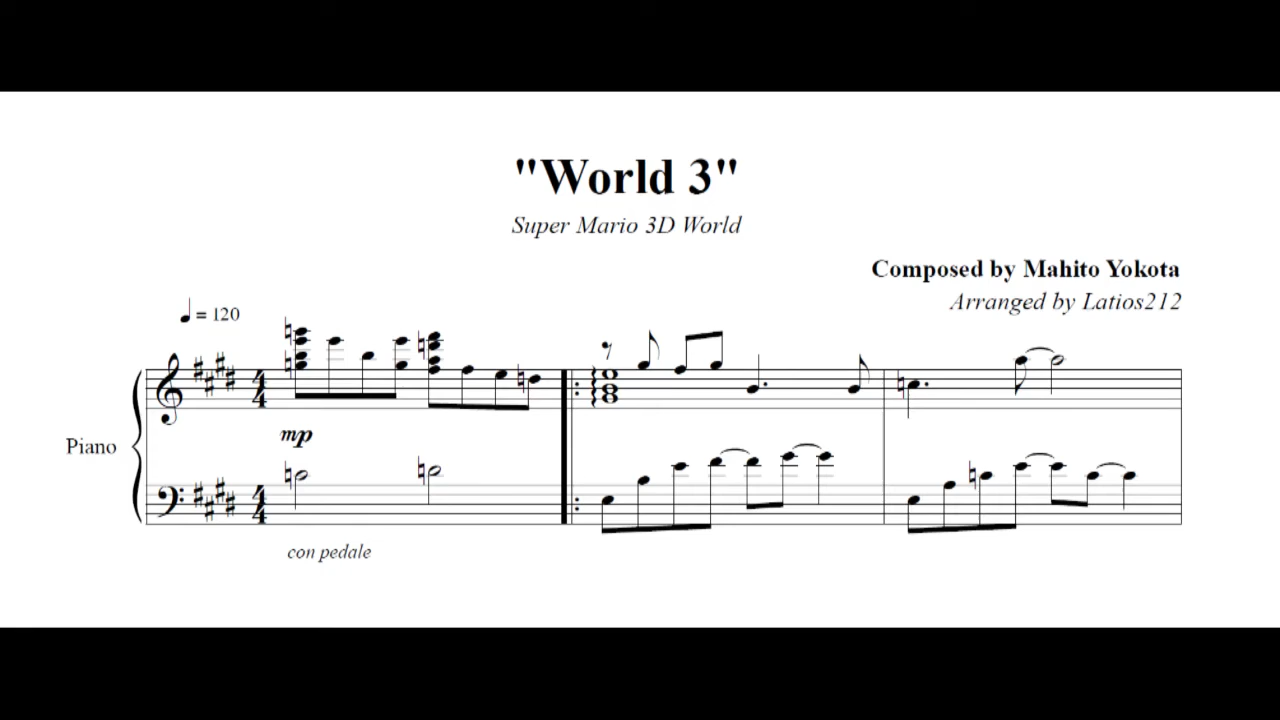 "World 3"
Super Mario 3D World
Composed by Mahito Yokota
Arranged by Latios212
= 120
mp
Piano
con pedale